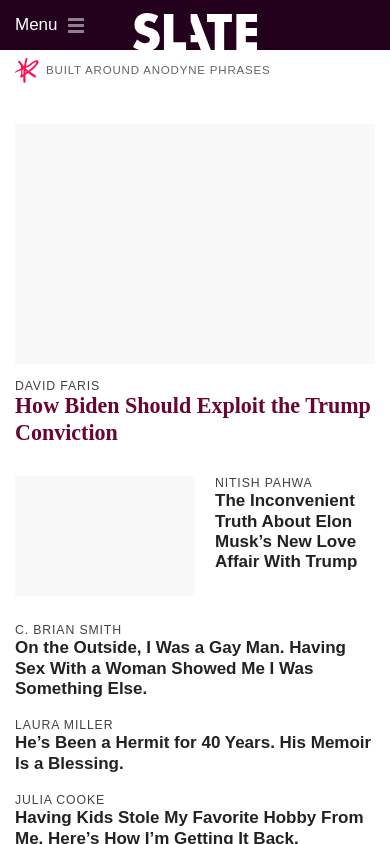 Menu
SLATE
BUILT AROUND ANODYNE PHRASES
DAVID FARIS
How Biden Should Exploit the Trump
Conviction
NITISH PAHWA
The Inconvenient
Truth About Elon
Musk’s New Love
Affair With Trump
C. BRIAN SMITH
On the Outside, I Was a Gay Man. Having
Sex With a Woman Showed Me I Was
Something Else.
LAURA MILLER
He’s Been a Hermit for 40 Years. His Memoir
Is a Blessing.
JULIA COOKE
Having Kids Stole My Favorite Hobby From
Me. Here’s How I’m Getting It Back.